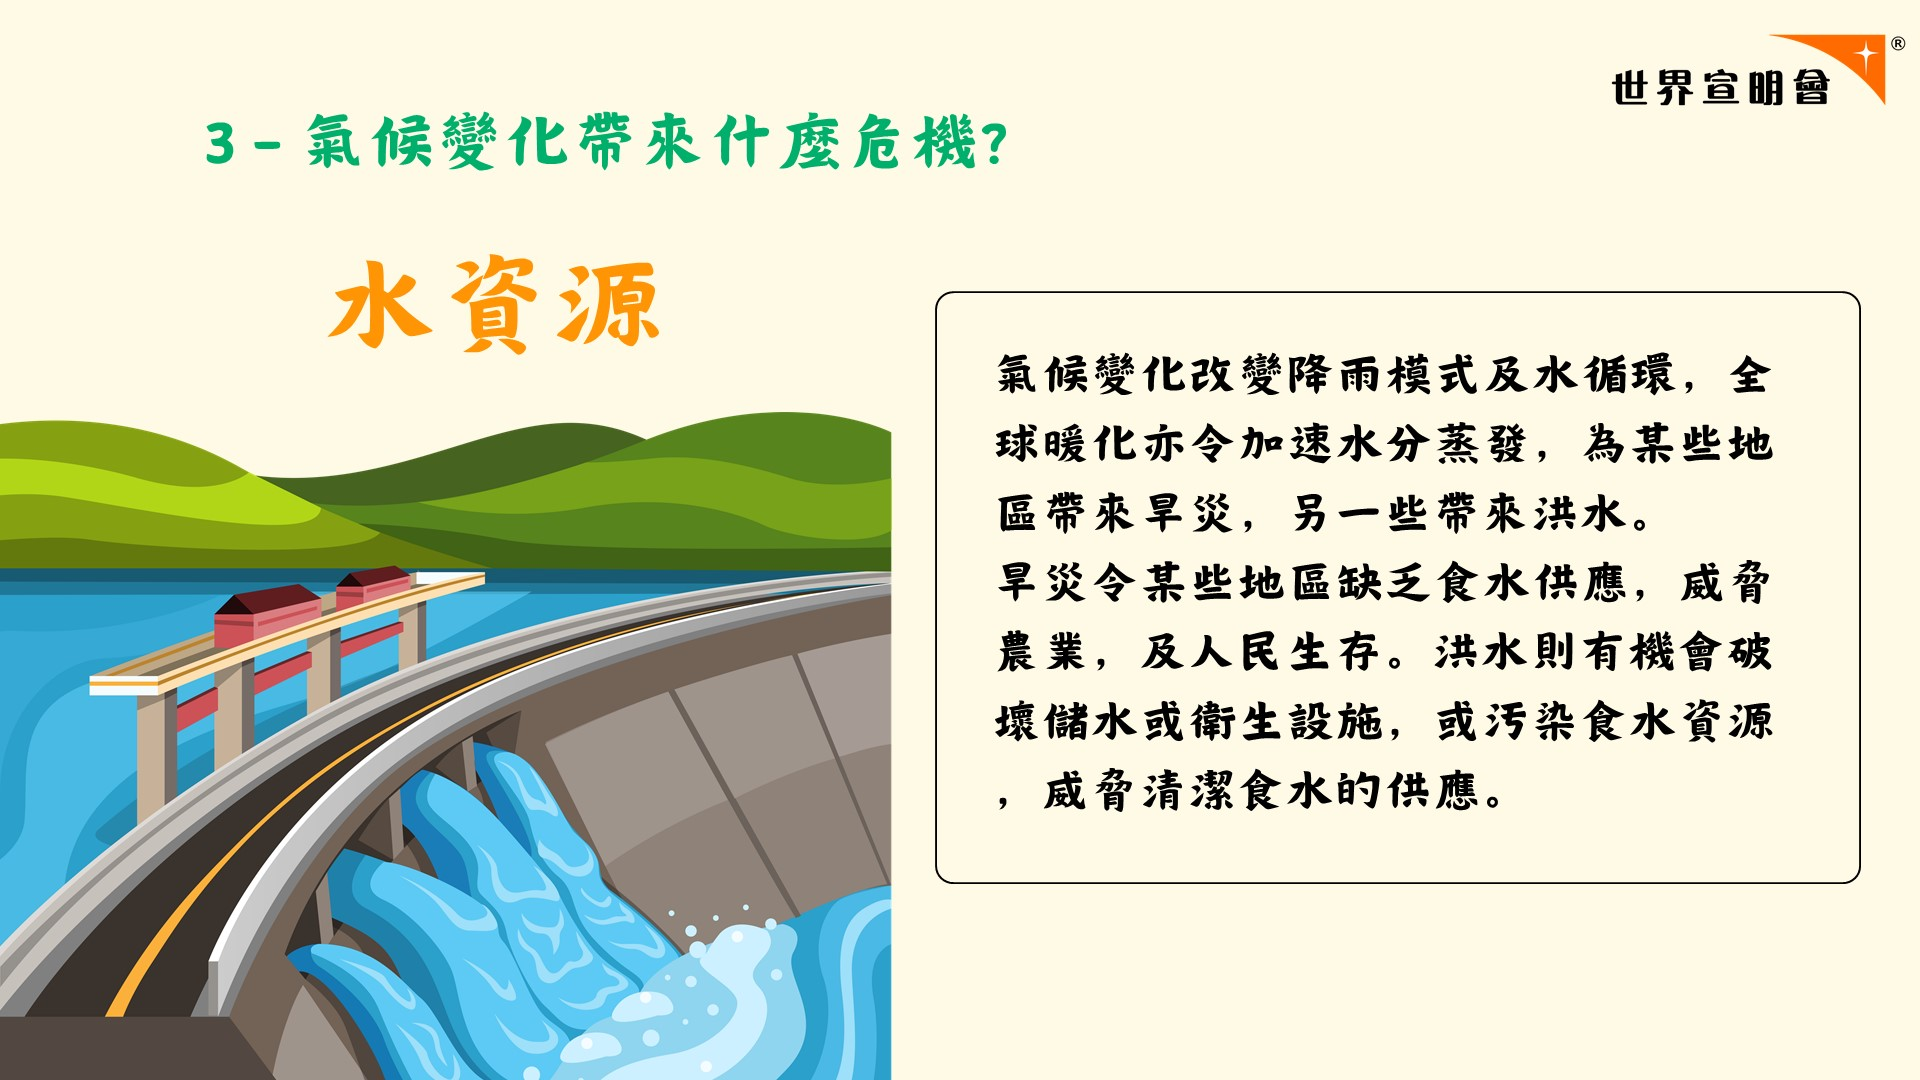 世界宣明會®
3 - 氣候變化帶來什麼危機?
水資源
氣候變化改變降雨模式及水循環，全
球暖化亦令加速水分蒸發，為某些地
區帶來旱災，另一些帶來洪水。
旱災令某些地區缺乏食水供應，威脅
農業，及人民生存。洪水則有機會破
壞儲水或衛生設施，或污染食水資源
，威脅清潔食水的供應。